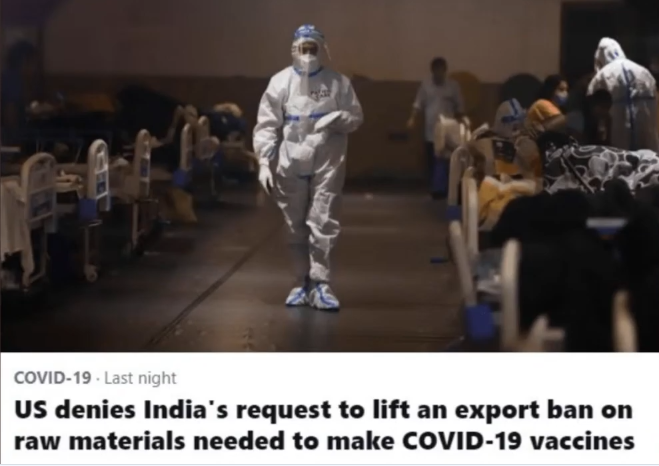 COVID-19 · Last night
US denies India's request to lift an export ban on
raw materials needed to make COVID-19 vaccines